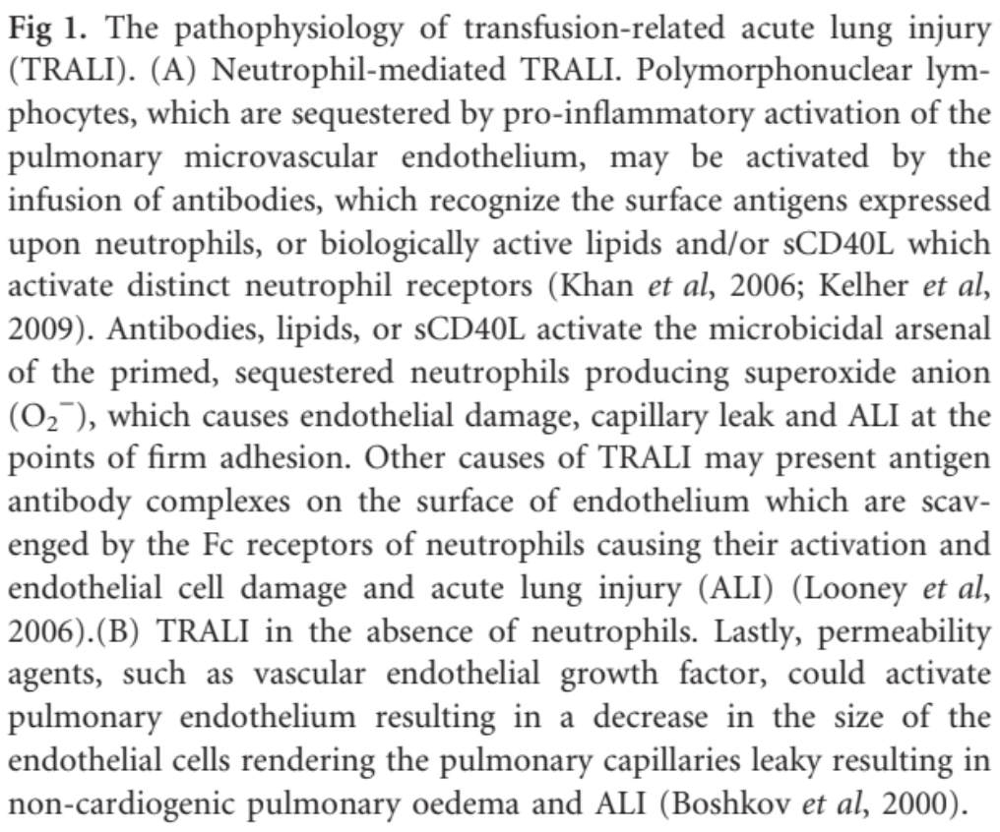 Fig 1. The pathophysiology of transfusion-related acute lung injury
(TRALI). (A) Neutrophil-mediated TRALI. Polymorphonuclear lym-
phocytes, which are sequestered by pro-inflammatory activation of the
pulmonary microvascular endothelium, may be activated by the
infusion of antibodies, which recognize the surface antigens expressed
upon neutrophils, or biologically active lipids and/or sCD40L which
activate distinct neutrophil receptors (Khan et al, 2006; Kelher et al,
2009). Antibodies, lipids, or sCD40L activate the microbicidal arsenal
of the primed, sequestered neutrophils producing superoxide anion
(O₂⁻), which causes endothelial damage, capillary leak and ALI at the
points of firm adhesion. Other causes of TRALI may present antigen
antibody complexes on the surface of endothelium which are scav-
enged by the Fc receptors of neutrophils causing their activation and
endothelial cell damage and acute lung injury (ALI) (Looney et al,
2006).(B) TRALI in the absence of neutrophils. Lastly, permeability
agents, such as vascular endothelial growth factor, could activate
pulmonary endothelium resulting in a decrease in the size of the
endothelial cells rendering the pulmonary capillaries leaky resulting in
non-cardiogenic pulmonary oedema and ALI (Boshkov et al, 2000).